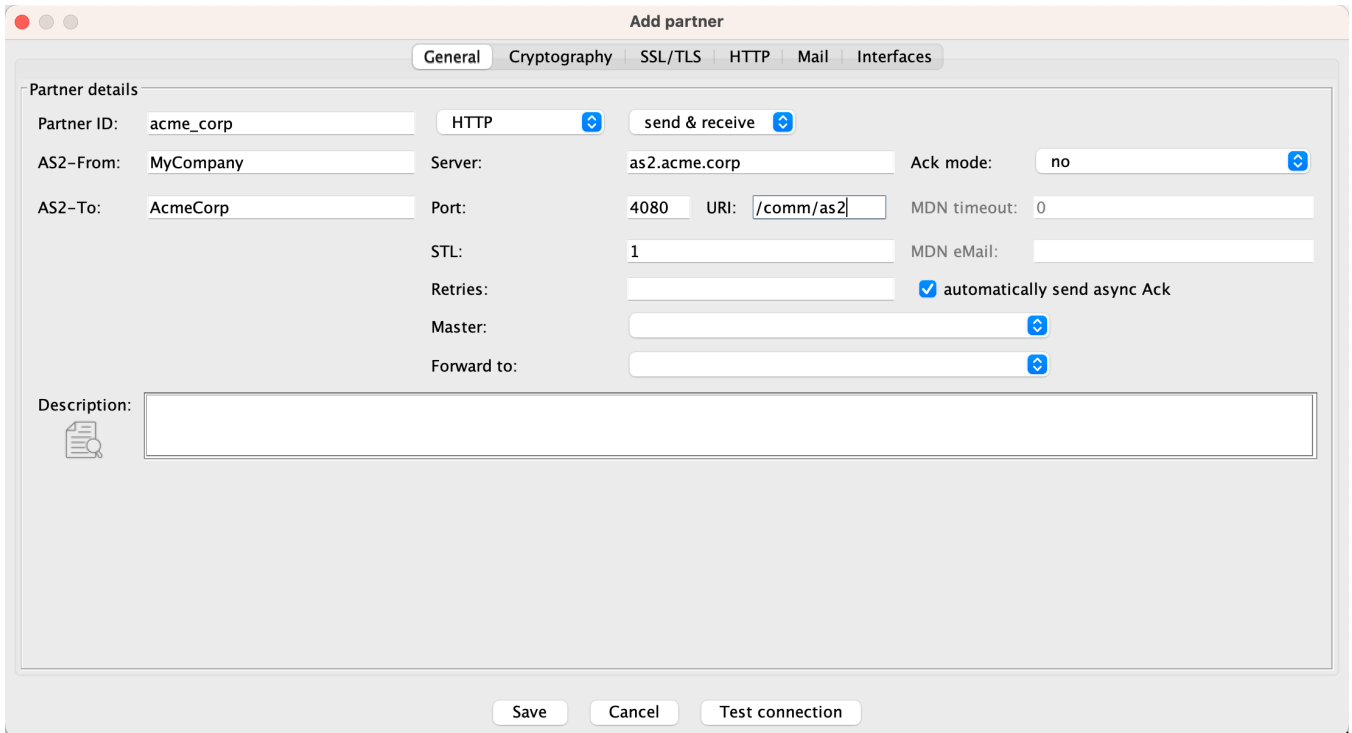 Add partner
General Cryptography SSL/TLS HTTP Mail Interfaces
Partner details
Partner ID: acme_corp HTTP send & receive
AS2-From: MyCompany Server: as2.acme.corp Ack mode: no
AS2-To: AcmeCorp Port: 4080 URI: /comm/as2 MDN timeout: 0
STL: 1 MDN eMail:
Retries: automatically send async Ack
Master:
Forward to:
Description:
Save Cancel Test connection